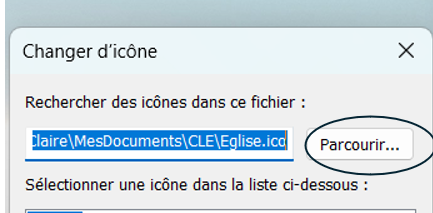 Changer d'icône
Rechercher des icônes dans ce fichier :
Claire\MesDocuments\CLE\Eglise.ico
Parcourir...
Sélectionner une icône dans la liste ci-dessous :